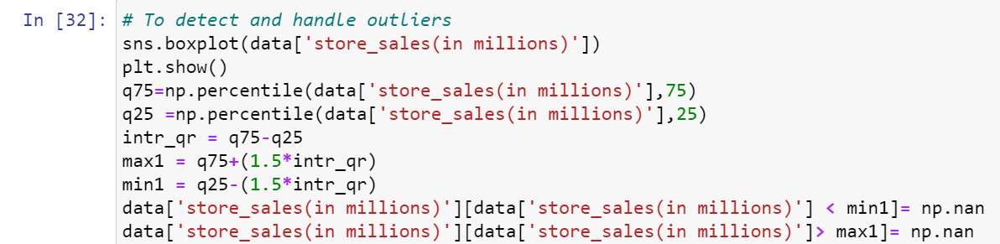 In [32]: # To detect and handle outliers
sns.boxplot(data['store_sales(in millions)'])
plt.show()
q75=np.percentile(data['store_sales(in millions)'],75)
q25 =np.percentile(data['store_sales(in millions)'],25)
intr_qr = q75-q25
max1 = q75+(1.5*intr_qr)
min1 = q25-(1.5*intr_qr)
data['store_sales(in millions)'][data['store_sales(in millions)'] < min1]= np.nan
data['store_sales(in millions)'][data['store_sales(in millions)']> max1]= np.nan